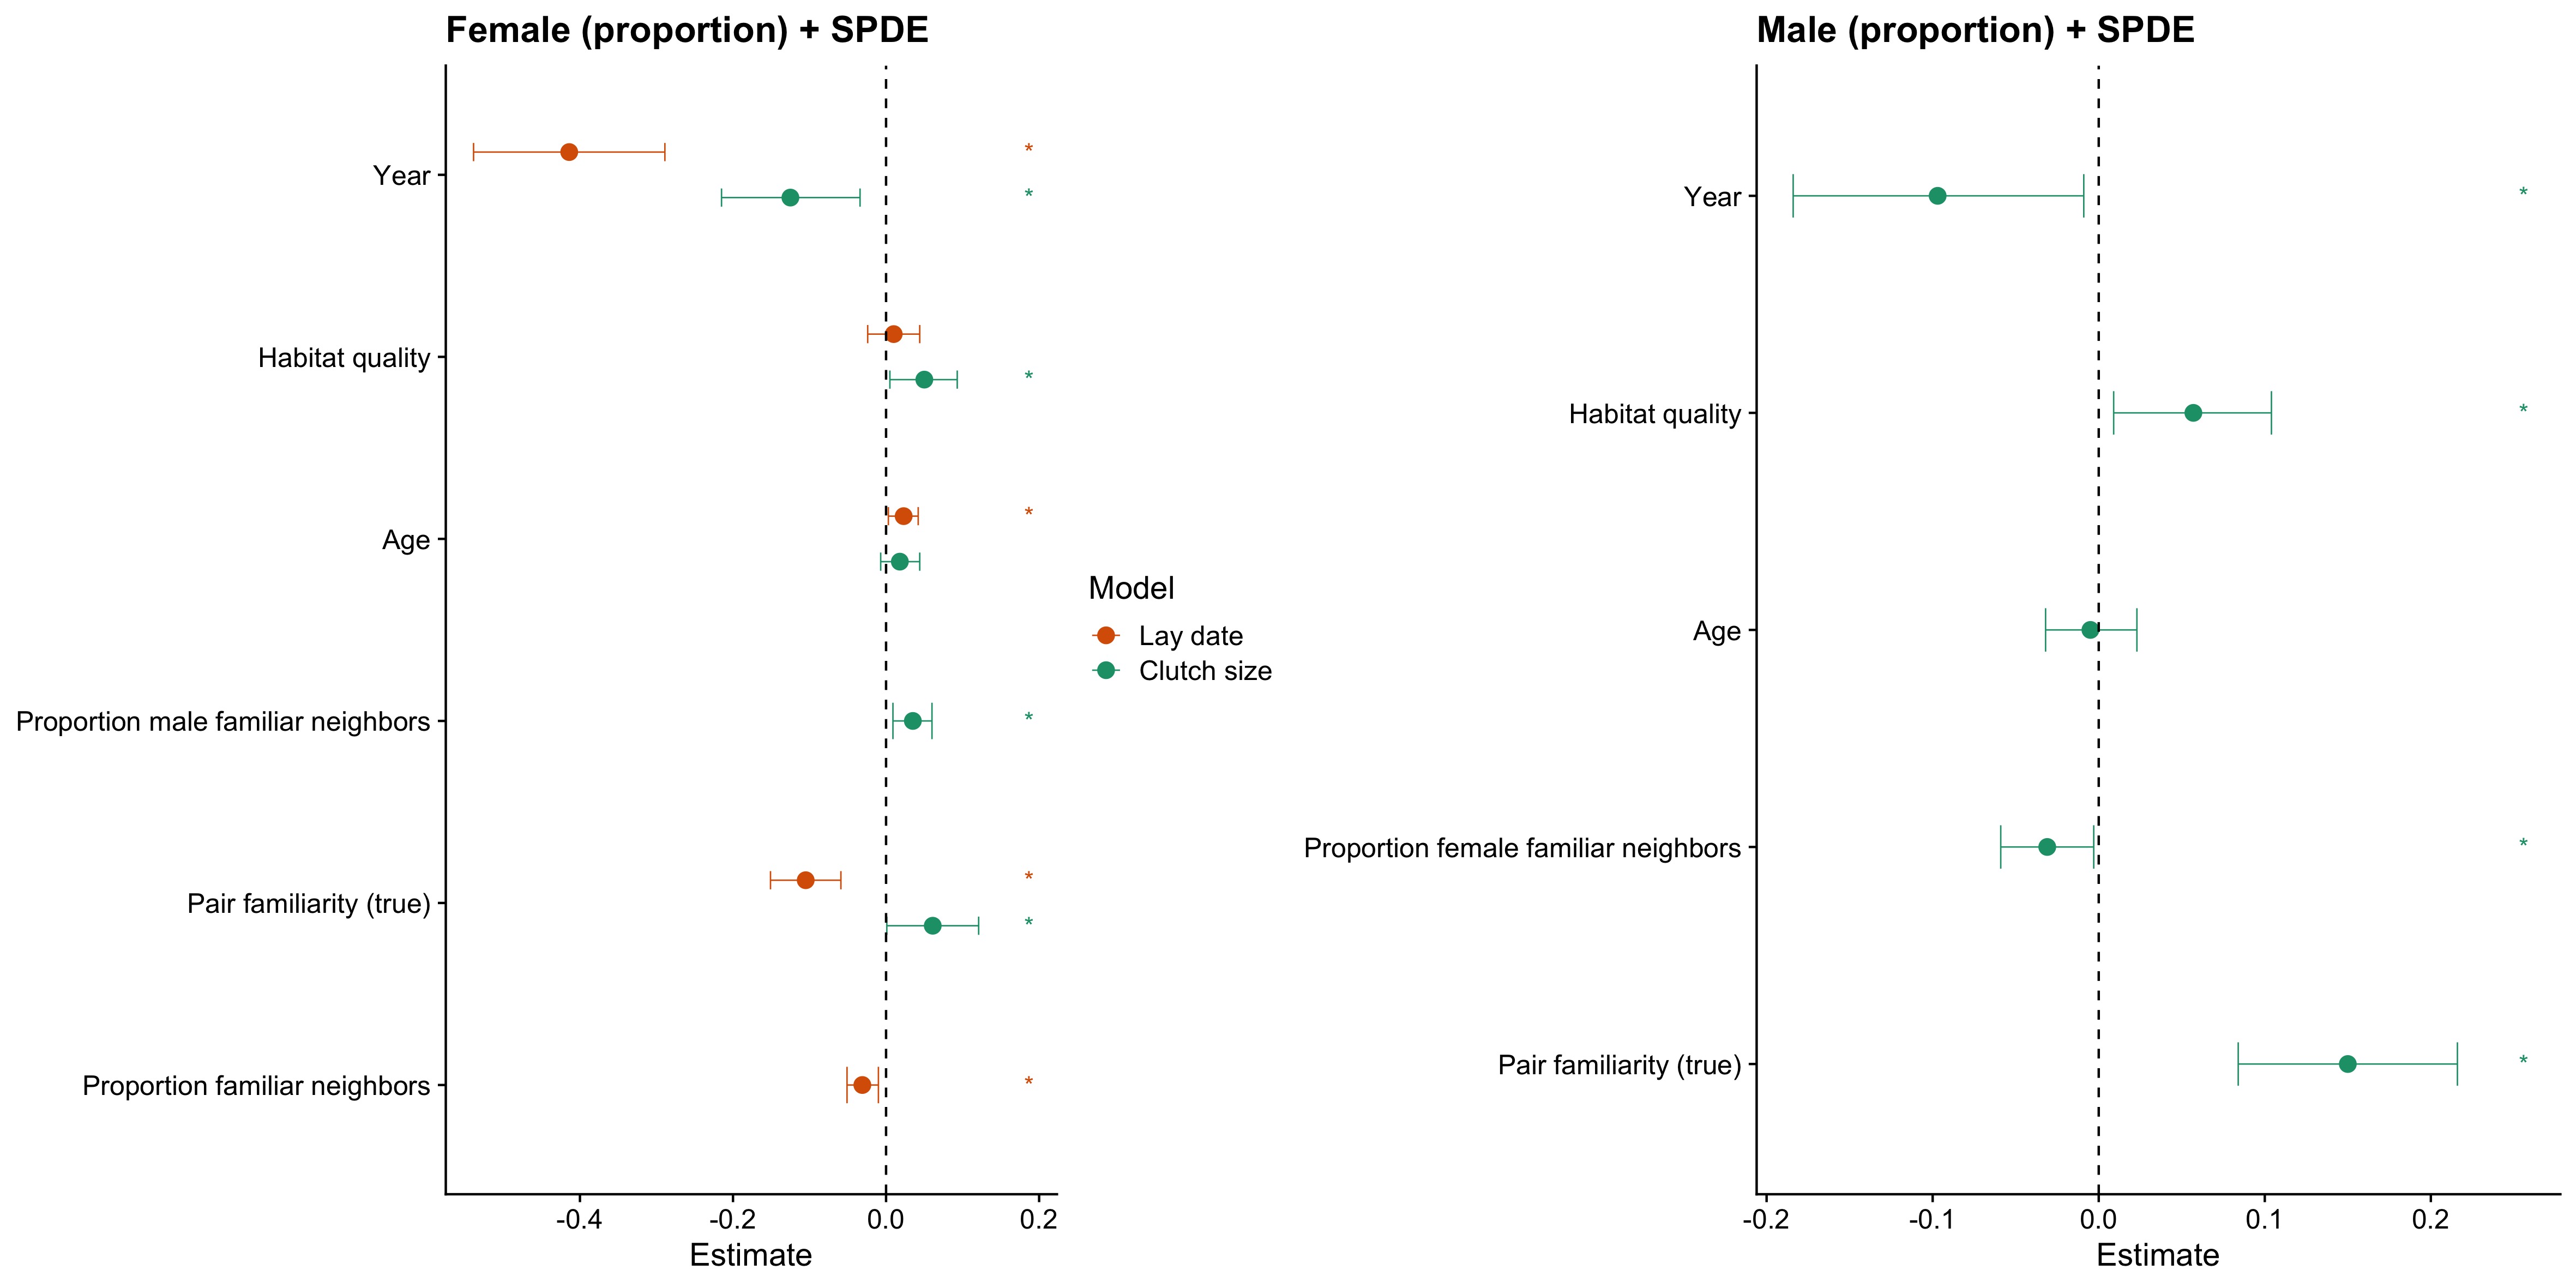 Female (proportion) + SPDE
Year
*
*
Habitat quality
*
Age
*
Proportion male familiar neighbors
*
Pair familiarity (true)
*
*
Proportion familiar neighbors
*
-0.4 -0.2 0.0 0.2
Estimate
Model
Lay date
Clutch size
Male (proportion) + SPDE
Year
*
Habitat quality
*
Age
Proportion female familiar neighbors
*
Pair familiarity (true)
*
-0.2 -0.1 0.0 0.1 0.2
Estimate